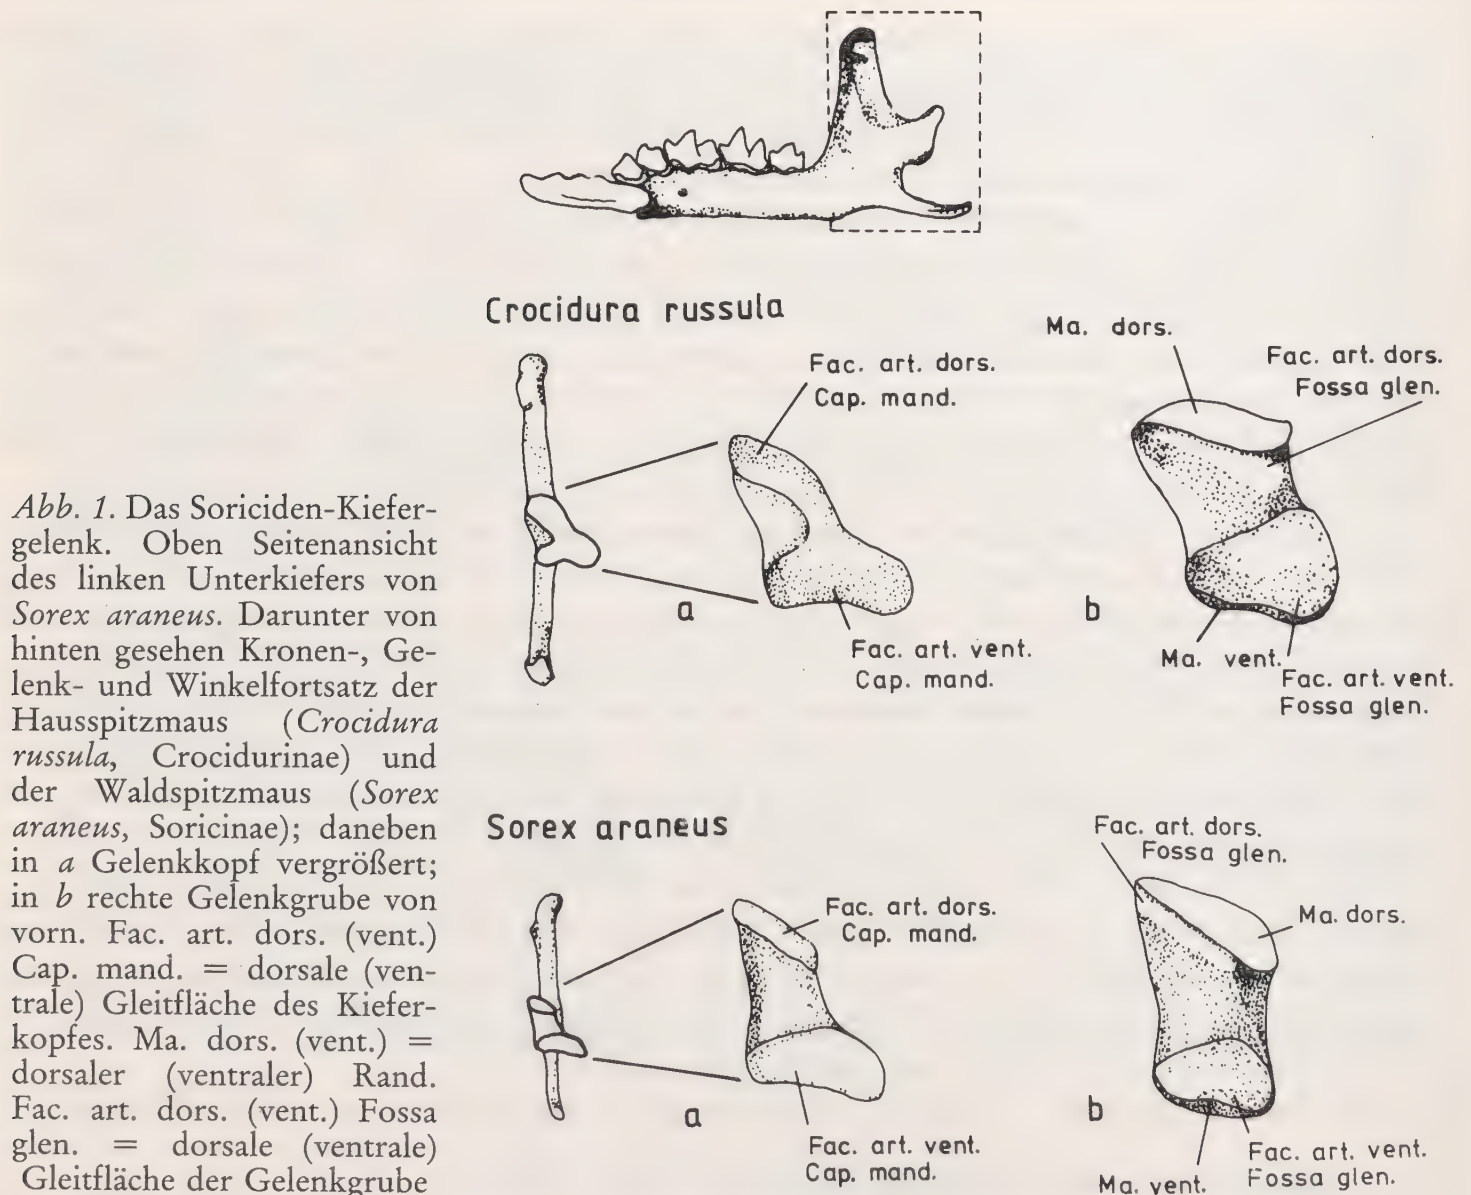 Crocidura russula
Fac. art. dors.
Cap. mand.
a
Fac. art. vent.
Cap. mand.
Ma. dors.
Fac. art. dors.
Fossa glen.
b
Ma. vent.
Fac. art. vent.
Fossa glen.
Sorex araneus
Fac. art. dors.
Cap. mand.
a
Fac. art. vent.
Cap. mand.
Fac. art. dors.
Fossa glen.
Ma. dors.
b
Ma. vent.
Fac. art. vent.
Fossa glen.
Abb. 1. Das Soriciden-Kiefer-
gelenk. Oben Seitenansicht
des linken Unterkiefers von
Sorex araneus. Darunter von
hinten gesehen Kronen-, Ge-
lenk- und Winkelfortsatz der
Hausspitzmaus (Crocidura
russula, Crocidurinae) und
der Waldspitzmaus (Sorex
araneus, Soricinae); daneben
in a Gelenkkopf vergrößert;
in b rechte Gelenkgrube von
vorn. Fac. art. dors. (vent.)
Cap. mand. = dorsale (ven-
trale) Gleitfläche des Kiefer-
kopfes. Ma. dors. (vent.) =
dorsaler (ventraler) Rand.
Fac. art. dors. (vent.) Fossa
glen. = dorsale (ventrale)
Gleitfläche der Gelenkgrube